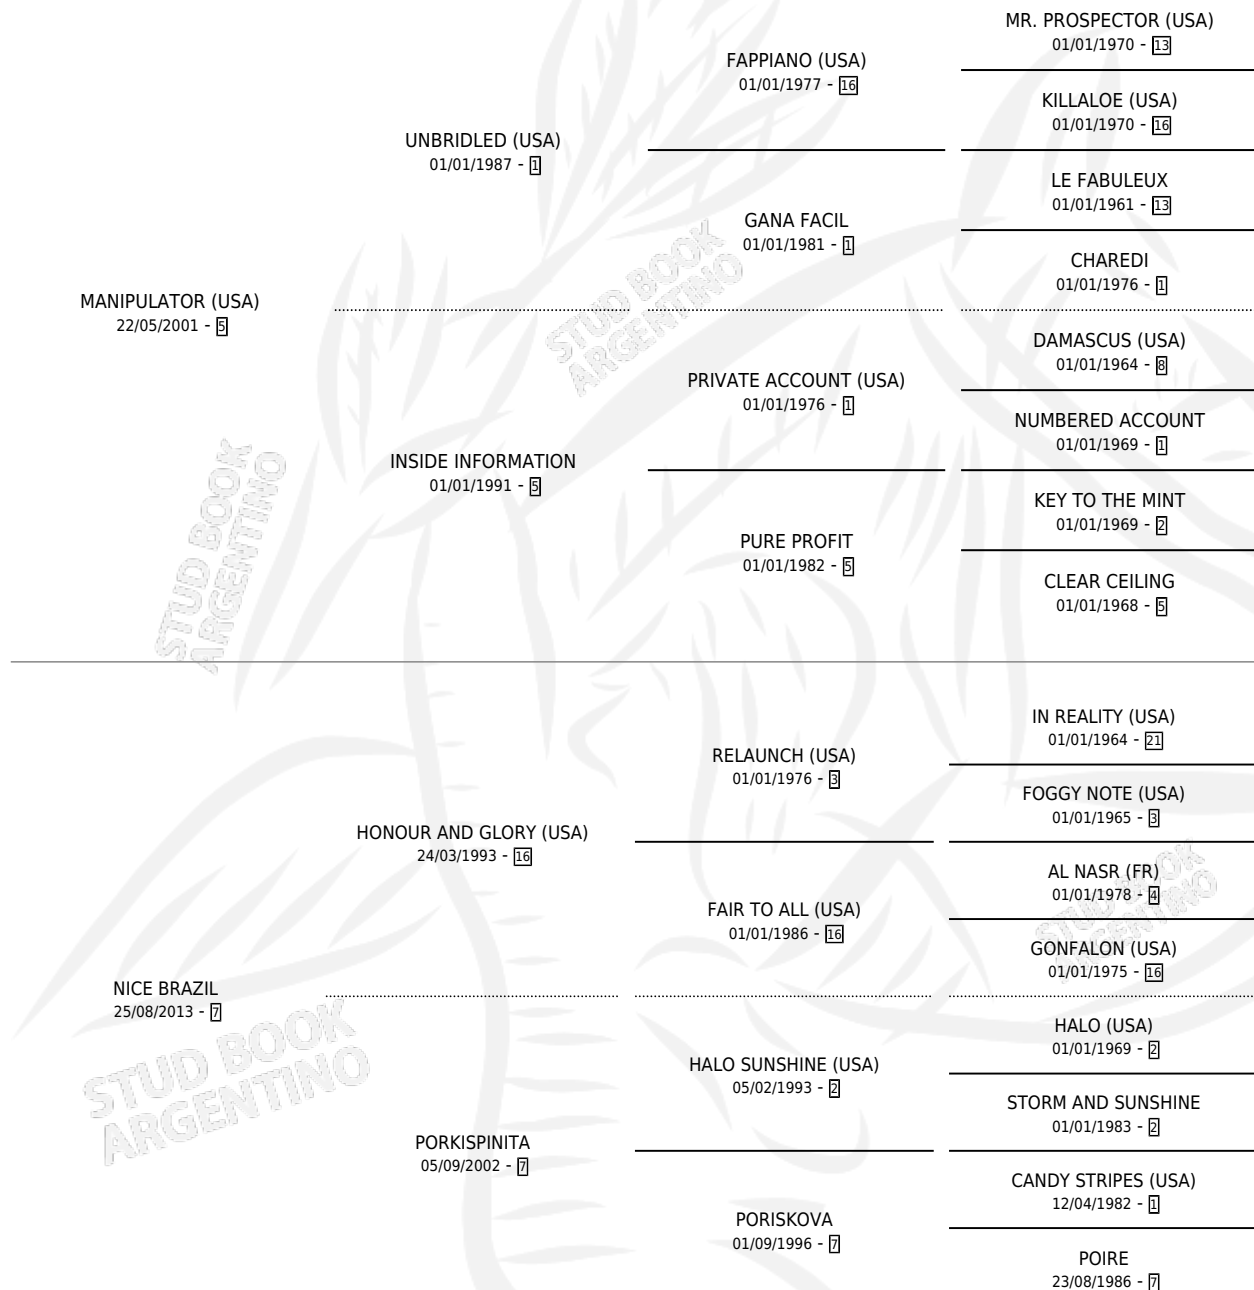 MR. PROSPECTOR (USA)
01/01/1970 - 13
FAPPIANO (USA)
01/01/1977 - 16
KILLALOE (USA)
01/01/1970 - 16
UNBRIDLED (USA)
01/01/1987 - 1
LE FABULEUX
01/01/1961 - 13
GANA FACIL
01/01/1981 - 1
CHAREDI
01/01/1976 - 1
MANIPULATOR (USA)
22/05/2001 - 5
DAMASCUS (USA)
01/01/1964 - 8
PRIVATE ACCOUNT (USA)
01/01/1976 - 1
NUMBERED ACCOUNT
01/01/1969 - 1
INSIDE INFORMATION
01/01/1991 - 5
KEY TO THE MINT
01/01/1969 - 2
PURE PROFIT
01/01/1982 - 5
CLEAR CEILING
01/01/1968 - 5
IN REALITY (USA)
01/01/1964 - 21
RELAUNCH (USA)
01/01/1976 - 3
FOGGY NOTE (USA)
01/01/1965 - 3
HONOUR AND GLORY (USA)
24/03/1993 - 16
AL NASR (FR)
01/01/1978 - 4
FAIR TO ALL (USA)
01/01/1986 - 16
GONFALON (USA)
01/01/1975 - 16
NICE BRAZIL
25/08/2013 - 7
HALO (USA)
01/01/1969 - 2
HALO SUNSHINE (USA)
05/02/1993 - 2
STORM AND SUNSHINE
01/01/1983 - 2
PORKISPINITA
05/09/2002 - 7
CANDY STRIPES (USA)
12/04/1982 - 1
PORISKOVA
01/09/1996 - 7
POIRE
23/08/1986 - 7
STUD BOOK
ARGENTINO
STUD BOOK
ARGENTINO
STUD BOOK
ARGENTINO
STUD BOOK
ARGENTINO